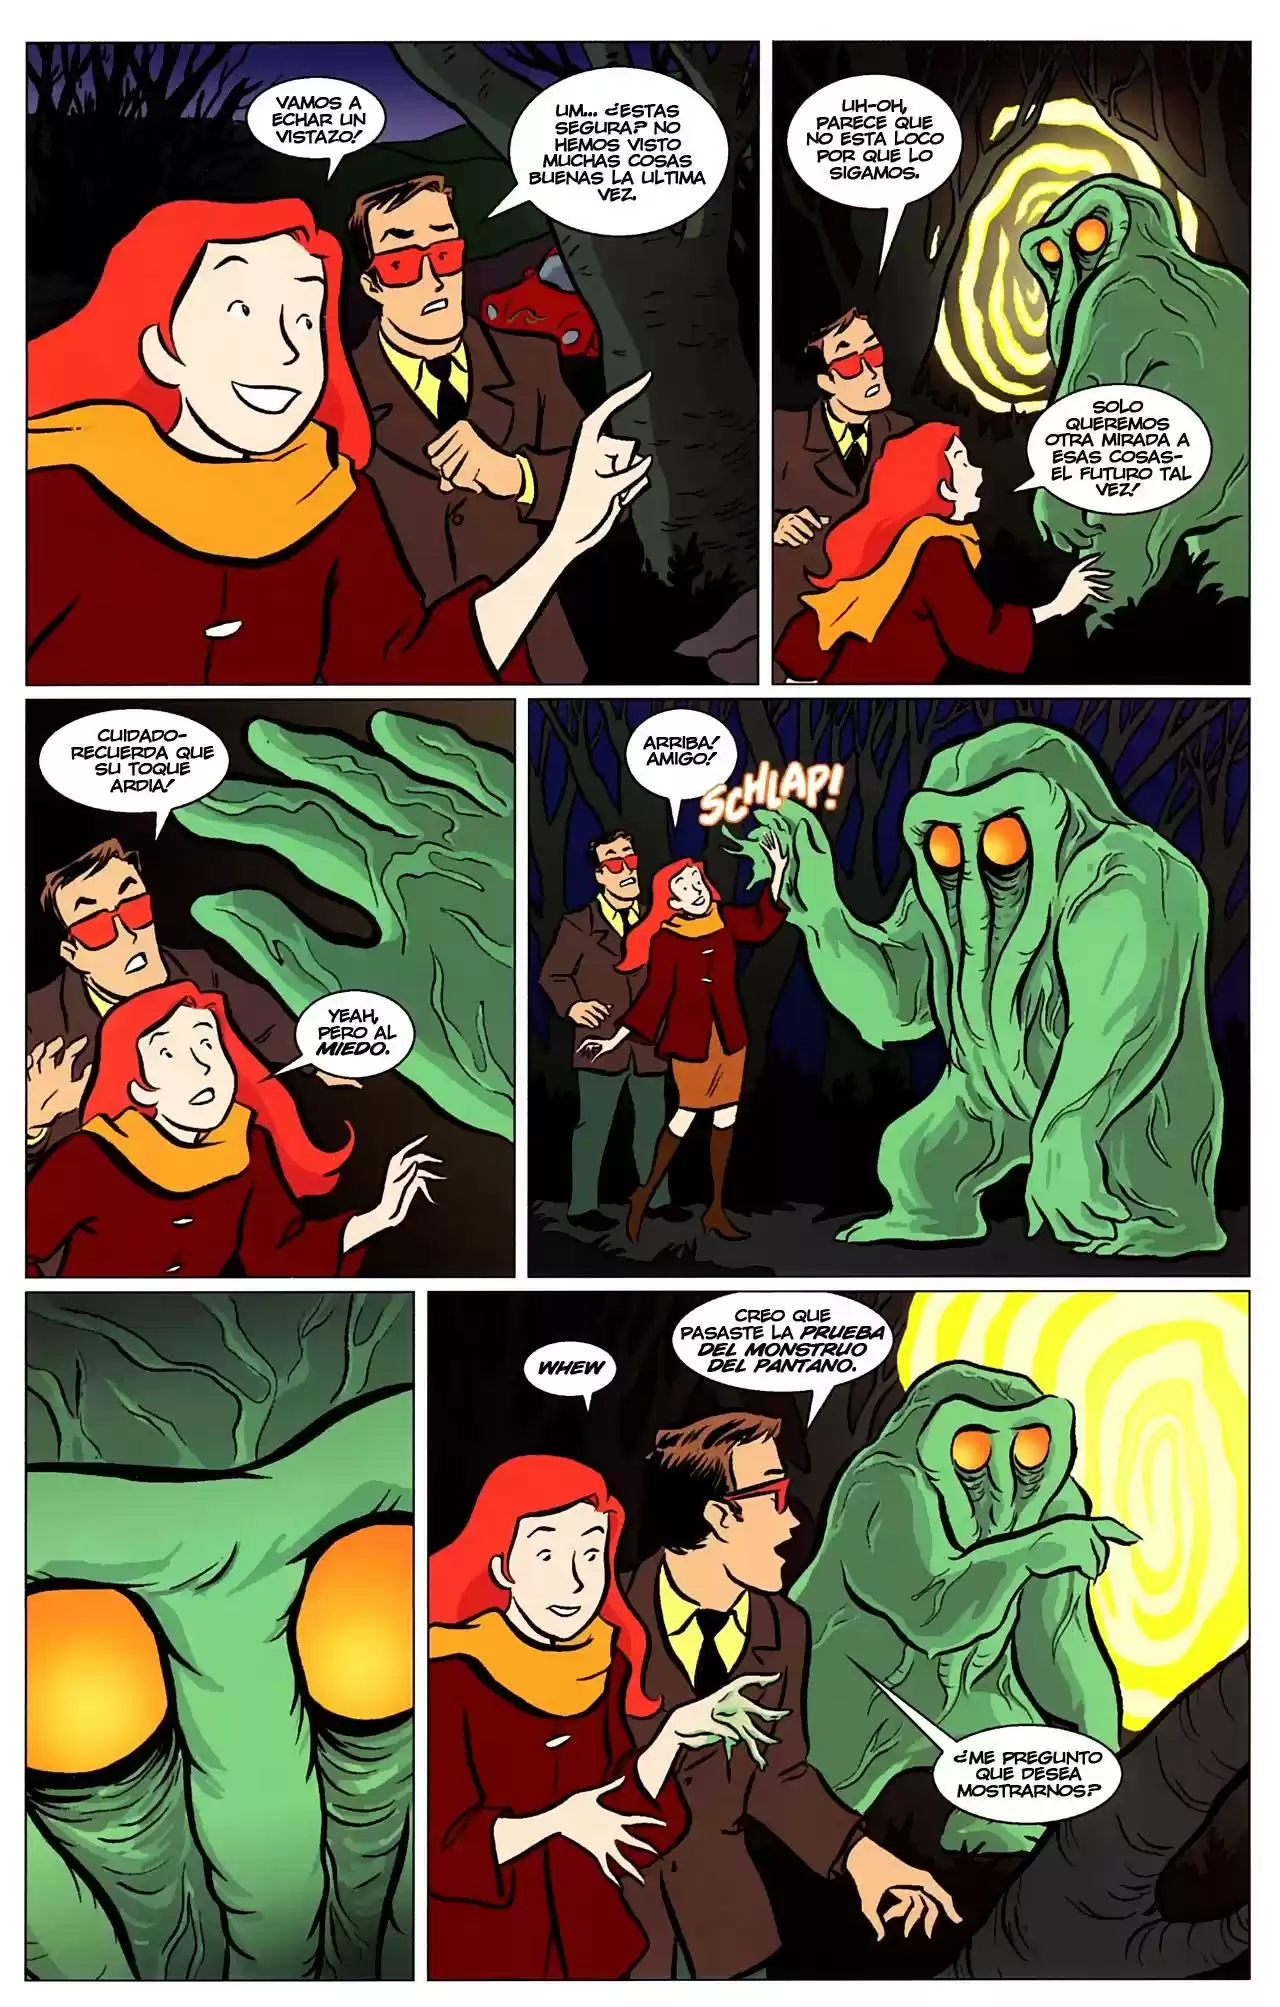 VAMOS A
ECHAR UN
VISTAZO!
UM... ¿ESTAS
SEGURA? NO
HEMOS VISTO
MUCHAS COSAS
BUENAS LA ULTIMA
VEZ.
UH-OH,
PARECE QUE
NO ESTA LOCO
POR QUE LO
SIGAMOS.
SOLO
QUEREMOS
OTRA MIRADA A
ESAS COSAS-
EL FUTURO TAL
VEZ!
CUIDADO-
RECUERDA QUE
SU TOQUE
ARDIA!
YEAH,
PERO AL
MIEDO.
ARRIBA!
AMIGO!
SCHLAP!
WHEW
CREO QUE
PASASTE LA PRUEBA
DEL MONSTRUO
DEL PANTANO.
¿ME PREGUNTO
QUE DESEA
MOSTRARNOS?